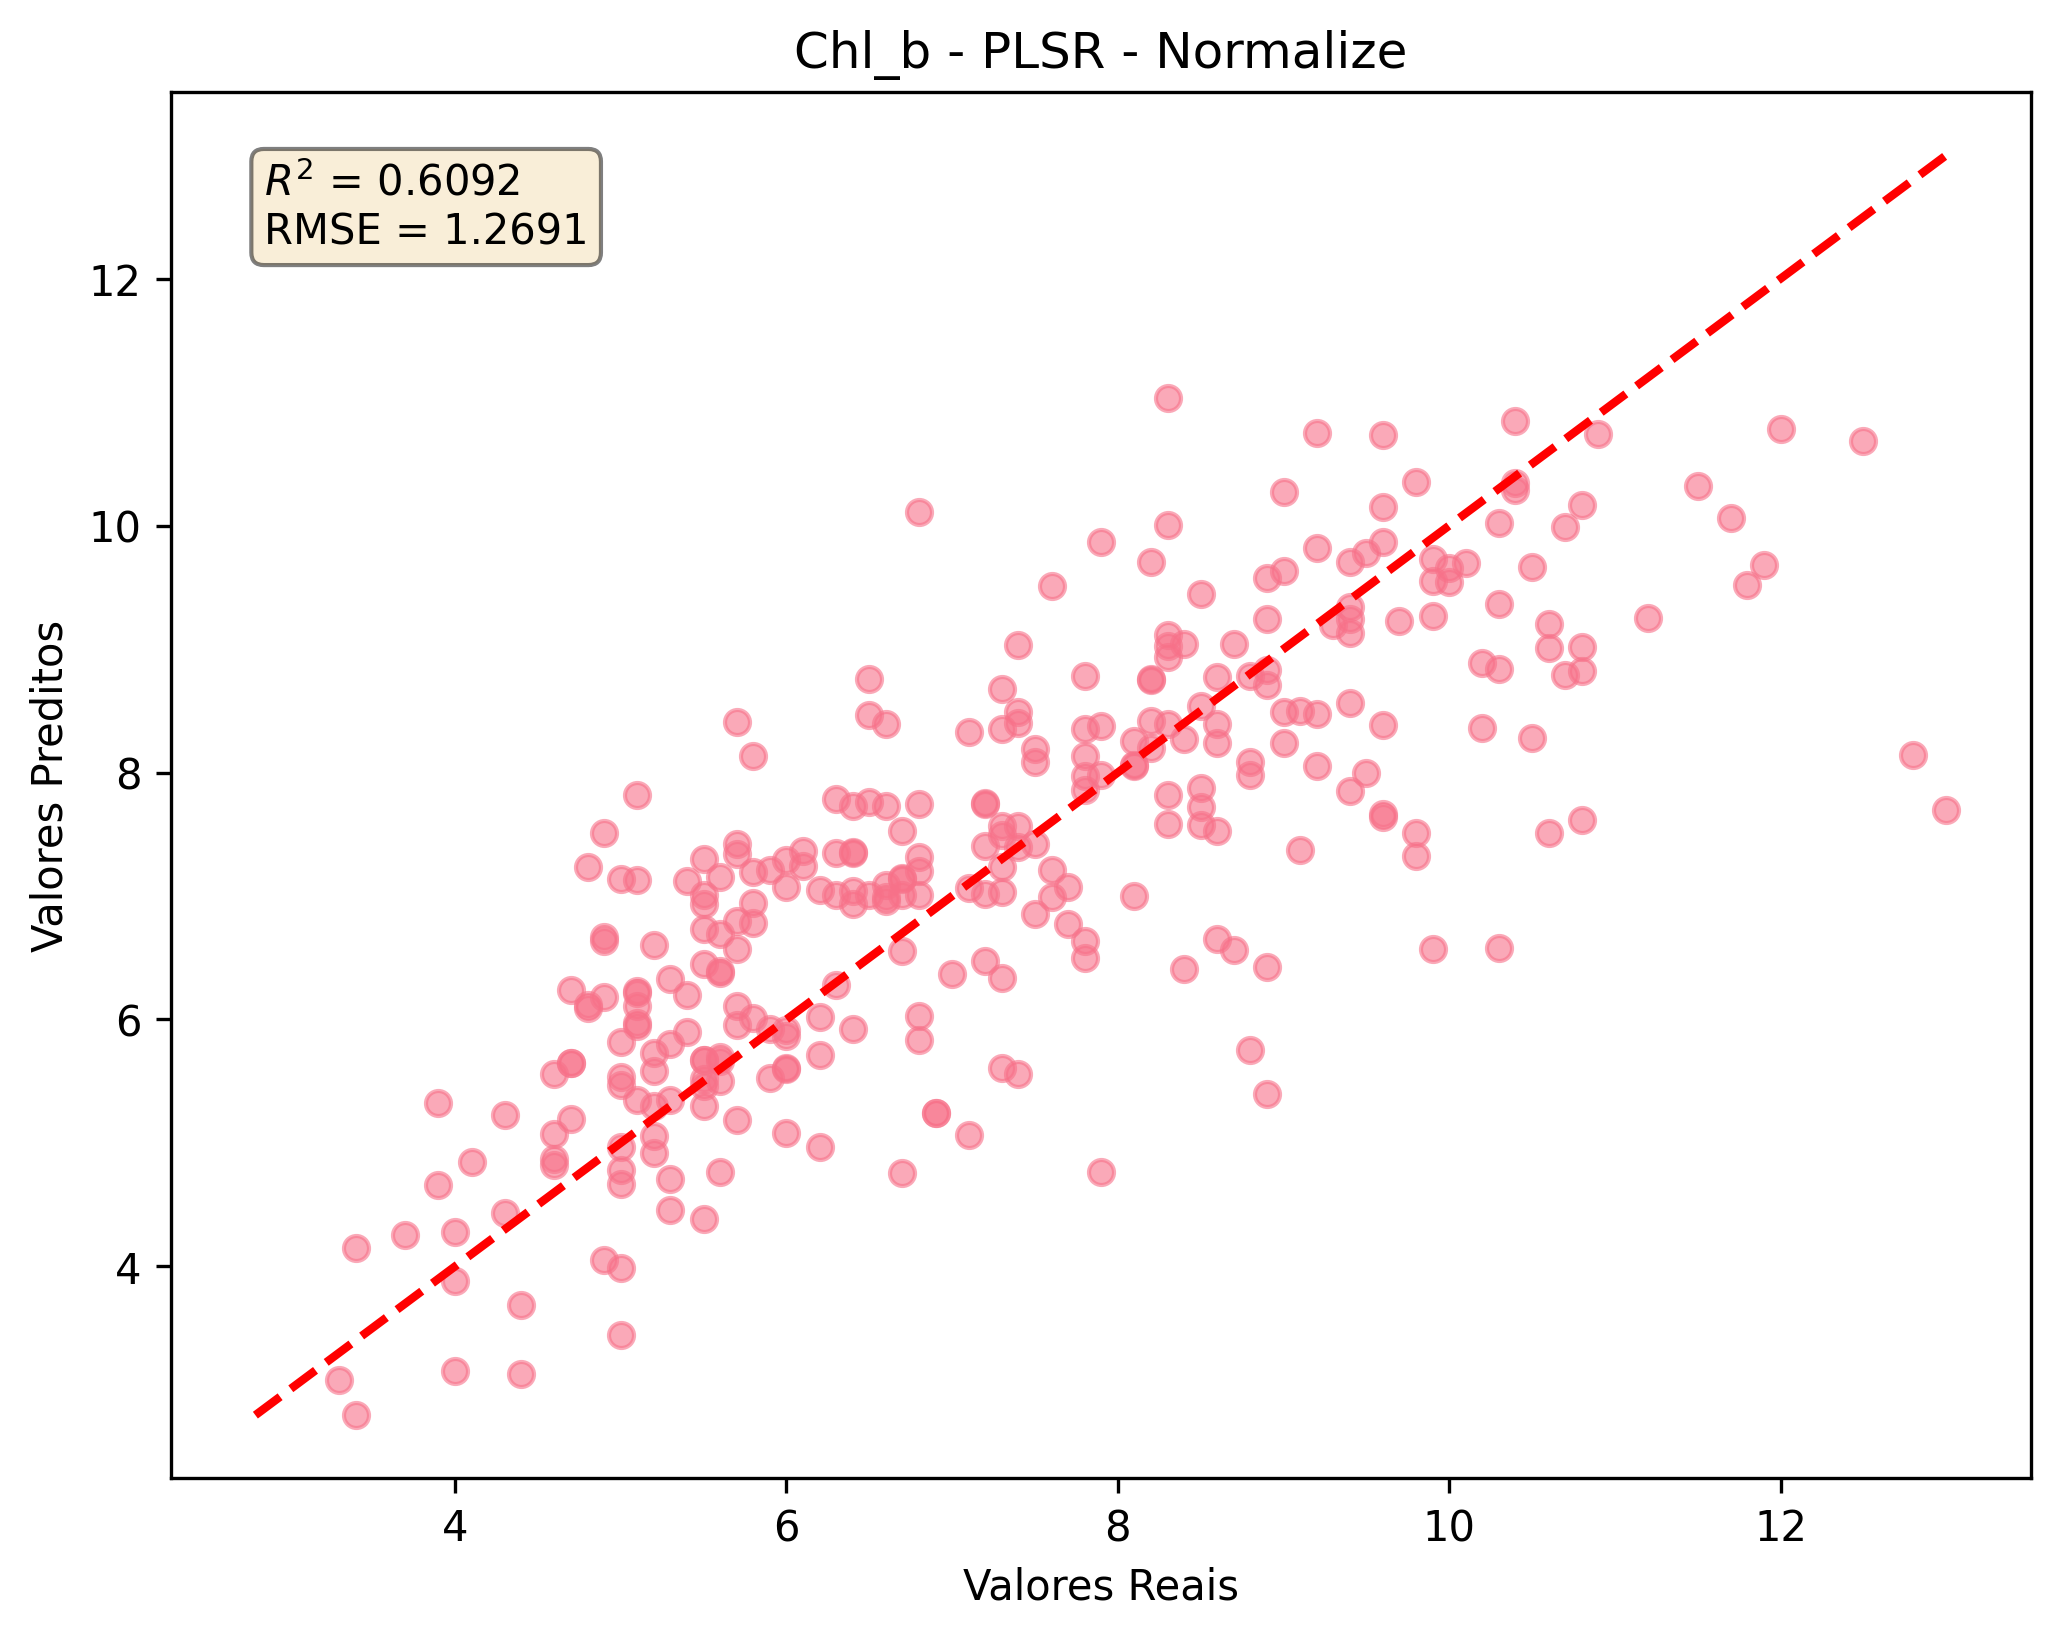 Chl_b - PLSR - Normalize
R² = 0.6092
RMSE = 1.2691
12
10
8
6
4
Valores Preditos
4 6 8 10 12
Valores Reais